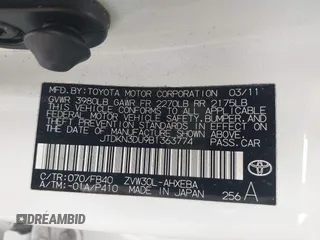 MFD.BY:TOYOTA MOTOR CORPORATION 03/11
GVWR 3980LB GAWR FR 2270LB RR 2175LB
THIS VEHICLE CONFORMS TO ALL APPLICABLE
FEDERAL MOTOR VEHICLE SAFETY, BUMPER, AND
THEFT PREVENTION STANDARDS IN EFFECT ON
THE DATE OF MANUFACTURE SHOWN ABOVE.
JTDKN3DU9B1363774 PASS.CAR
C/TR:070/FB40 ZVW30L-AHXEBA
A/TM:-01A/P410 MADE IN JAPAN 256 A
TOYOTA
DREAMBID